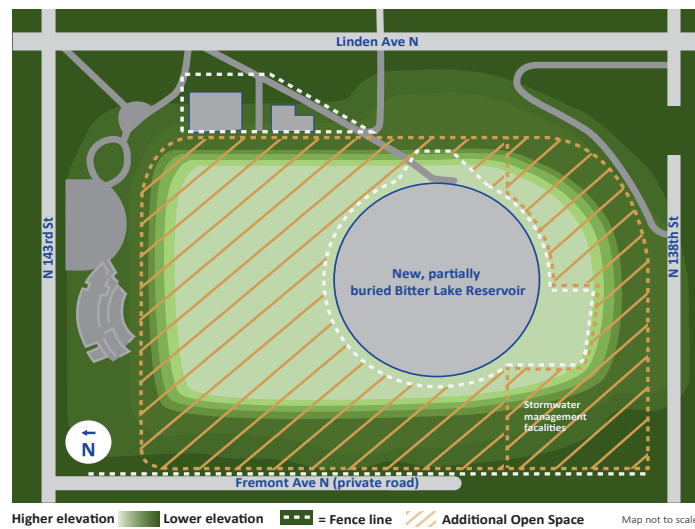 Linden Ave N
N 143rd St
N 138th St
New, partially
buried Bitter Lake Reservoir
Stormwater
management
facalities
N
Fremont Ave N (private road)
Higher elevation Lower elevation = Fence line Additional Open Space Map not to scale